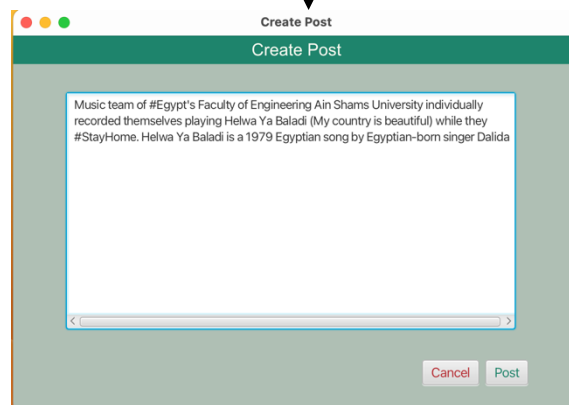 Create Post
Create Post
Music team of #Egypt's Faculty of Engineering Ain Shams University individually
recorded themselves playing Helwa Ya Baladi (My country is beautiful) while they
#StayHome. Helwa Ya Baladi is a 1979 Egyptian song by Egyptian-born singer Dalida
Cancel Post